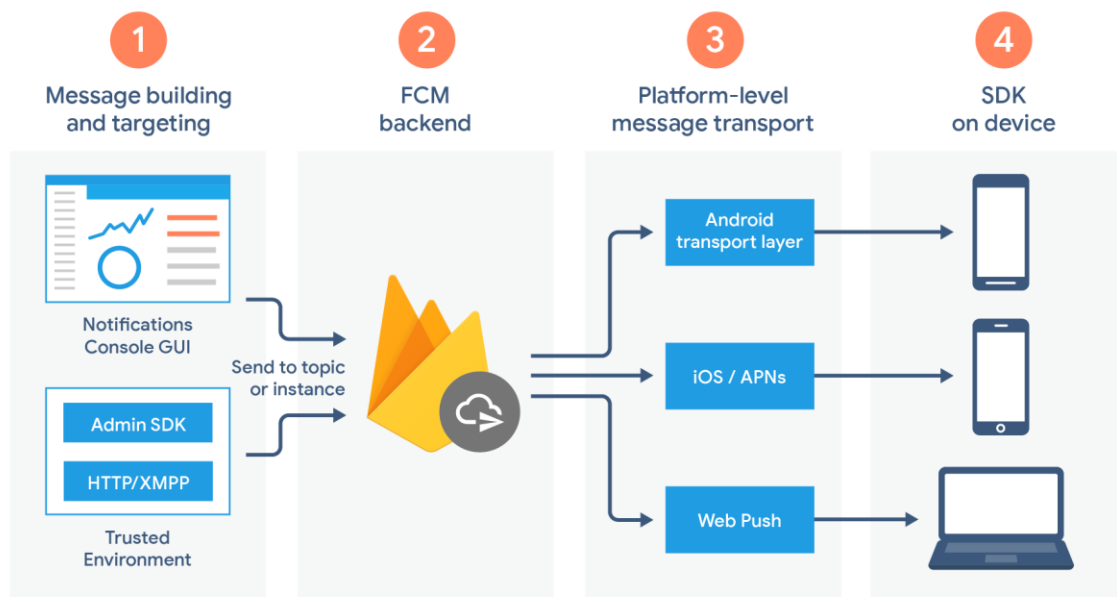 1
Message building
and targeting
2
FCM
backend
3
Platform-level
message transport
4
SDK
on device
Notifications
Console GUI
Send to topic
or instance
Admin SDK
HTTP/XMPP
Trusted
Environment
Android
transport layer
iOS / APNs
Web Push